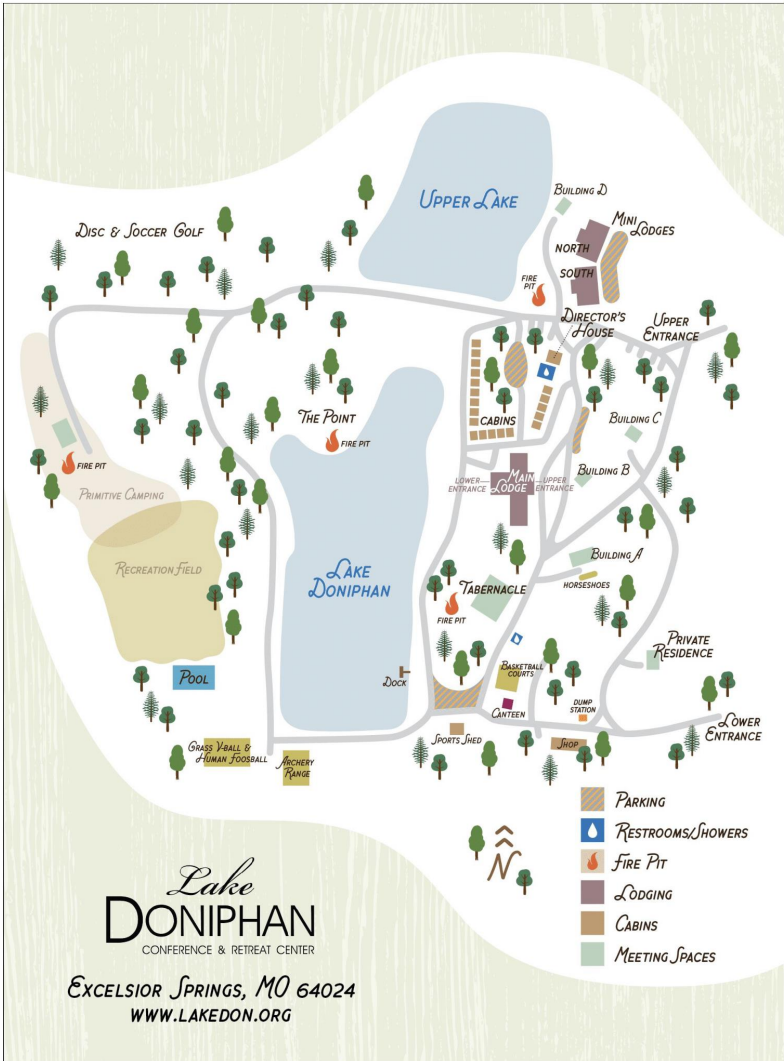 Upper Lake
Building D
Mini
Lodges
North
South
Disc & Soccer Golf
Fire
Pit
Director's
House
Upper
Entrance
The Point
Fire Pit
Cabins
Building C
Fire Pit
Primitive Camping
Lower
Entrance
Main
Lodge
Upper
Entrance
Building B
Recreation Field
Lake
Doniphan
Building A
Horseshoes
Tabernacle
Fire
Pit
Private
Residence
Pool
Dock
Basketball
Courts
Canteen
Dump
Station
Lower
Entrance
Sports Shed
Shop
Grass V-Ball &
Human Foosball
Archery
Range
N
Parking
Restrooms/Showers
Fire Pit
Lodging
Cabins
Meeting Spaces
Lake
DONIPHAN
CONFERENCE & RETREAT CENTER
Excelsior Springs, MO 64024
www.lakedon.org